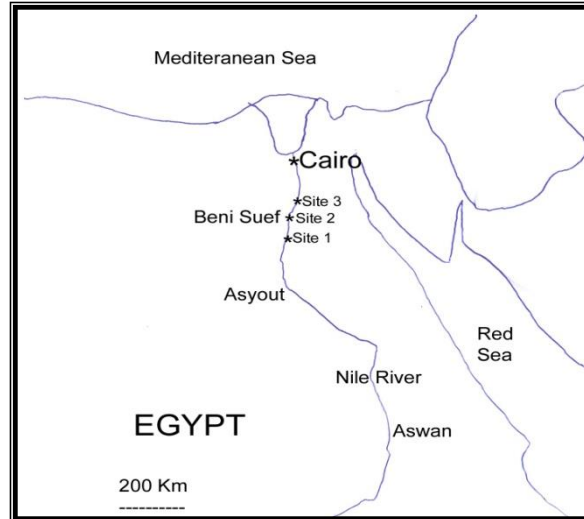 Mediteranean Sea
*Cairo
*Site 3
Beni Suef *Site 2
*Site 1
Asyout
Red
Sea
Nile River
EGYPT
Aswan
200 Km
----------